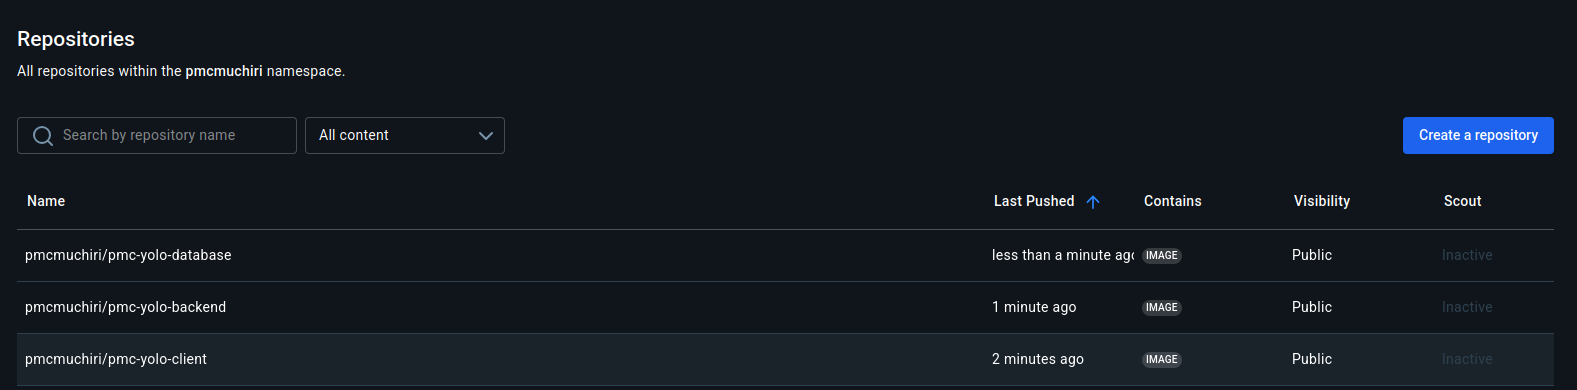 Repositories
All repositories within the pmcmuchiri namespace.
Search by repository name All content Create a repository
Name Last Pushed Contains Visibility Scout
pmcmuchiri/pmc-yolo-database less than a minute ago IMAGE Public Inactive
pmcmuchiri/pmc-yolo-backend 1 minute ago IMAGE Public Inactive
pmcmuchiri/pmc-yolo-client 2 minutes ago IMAGE Public Inactive